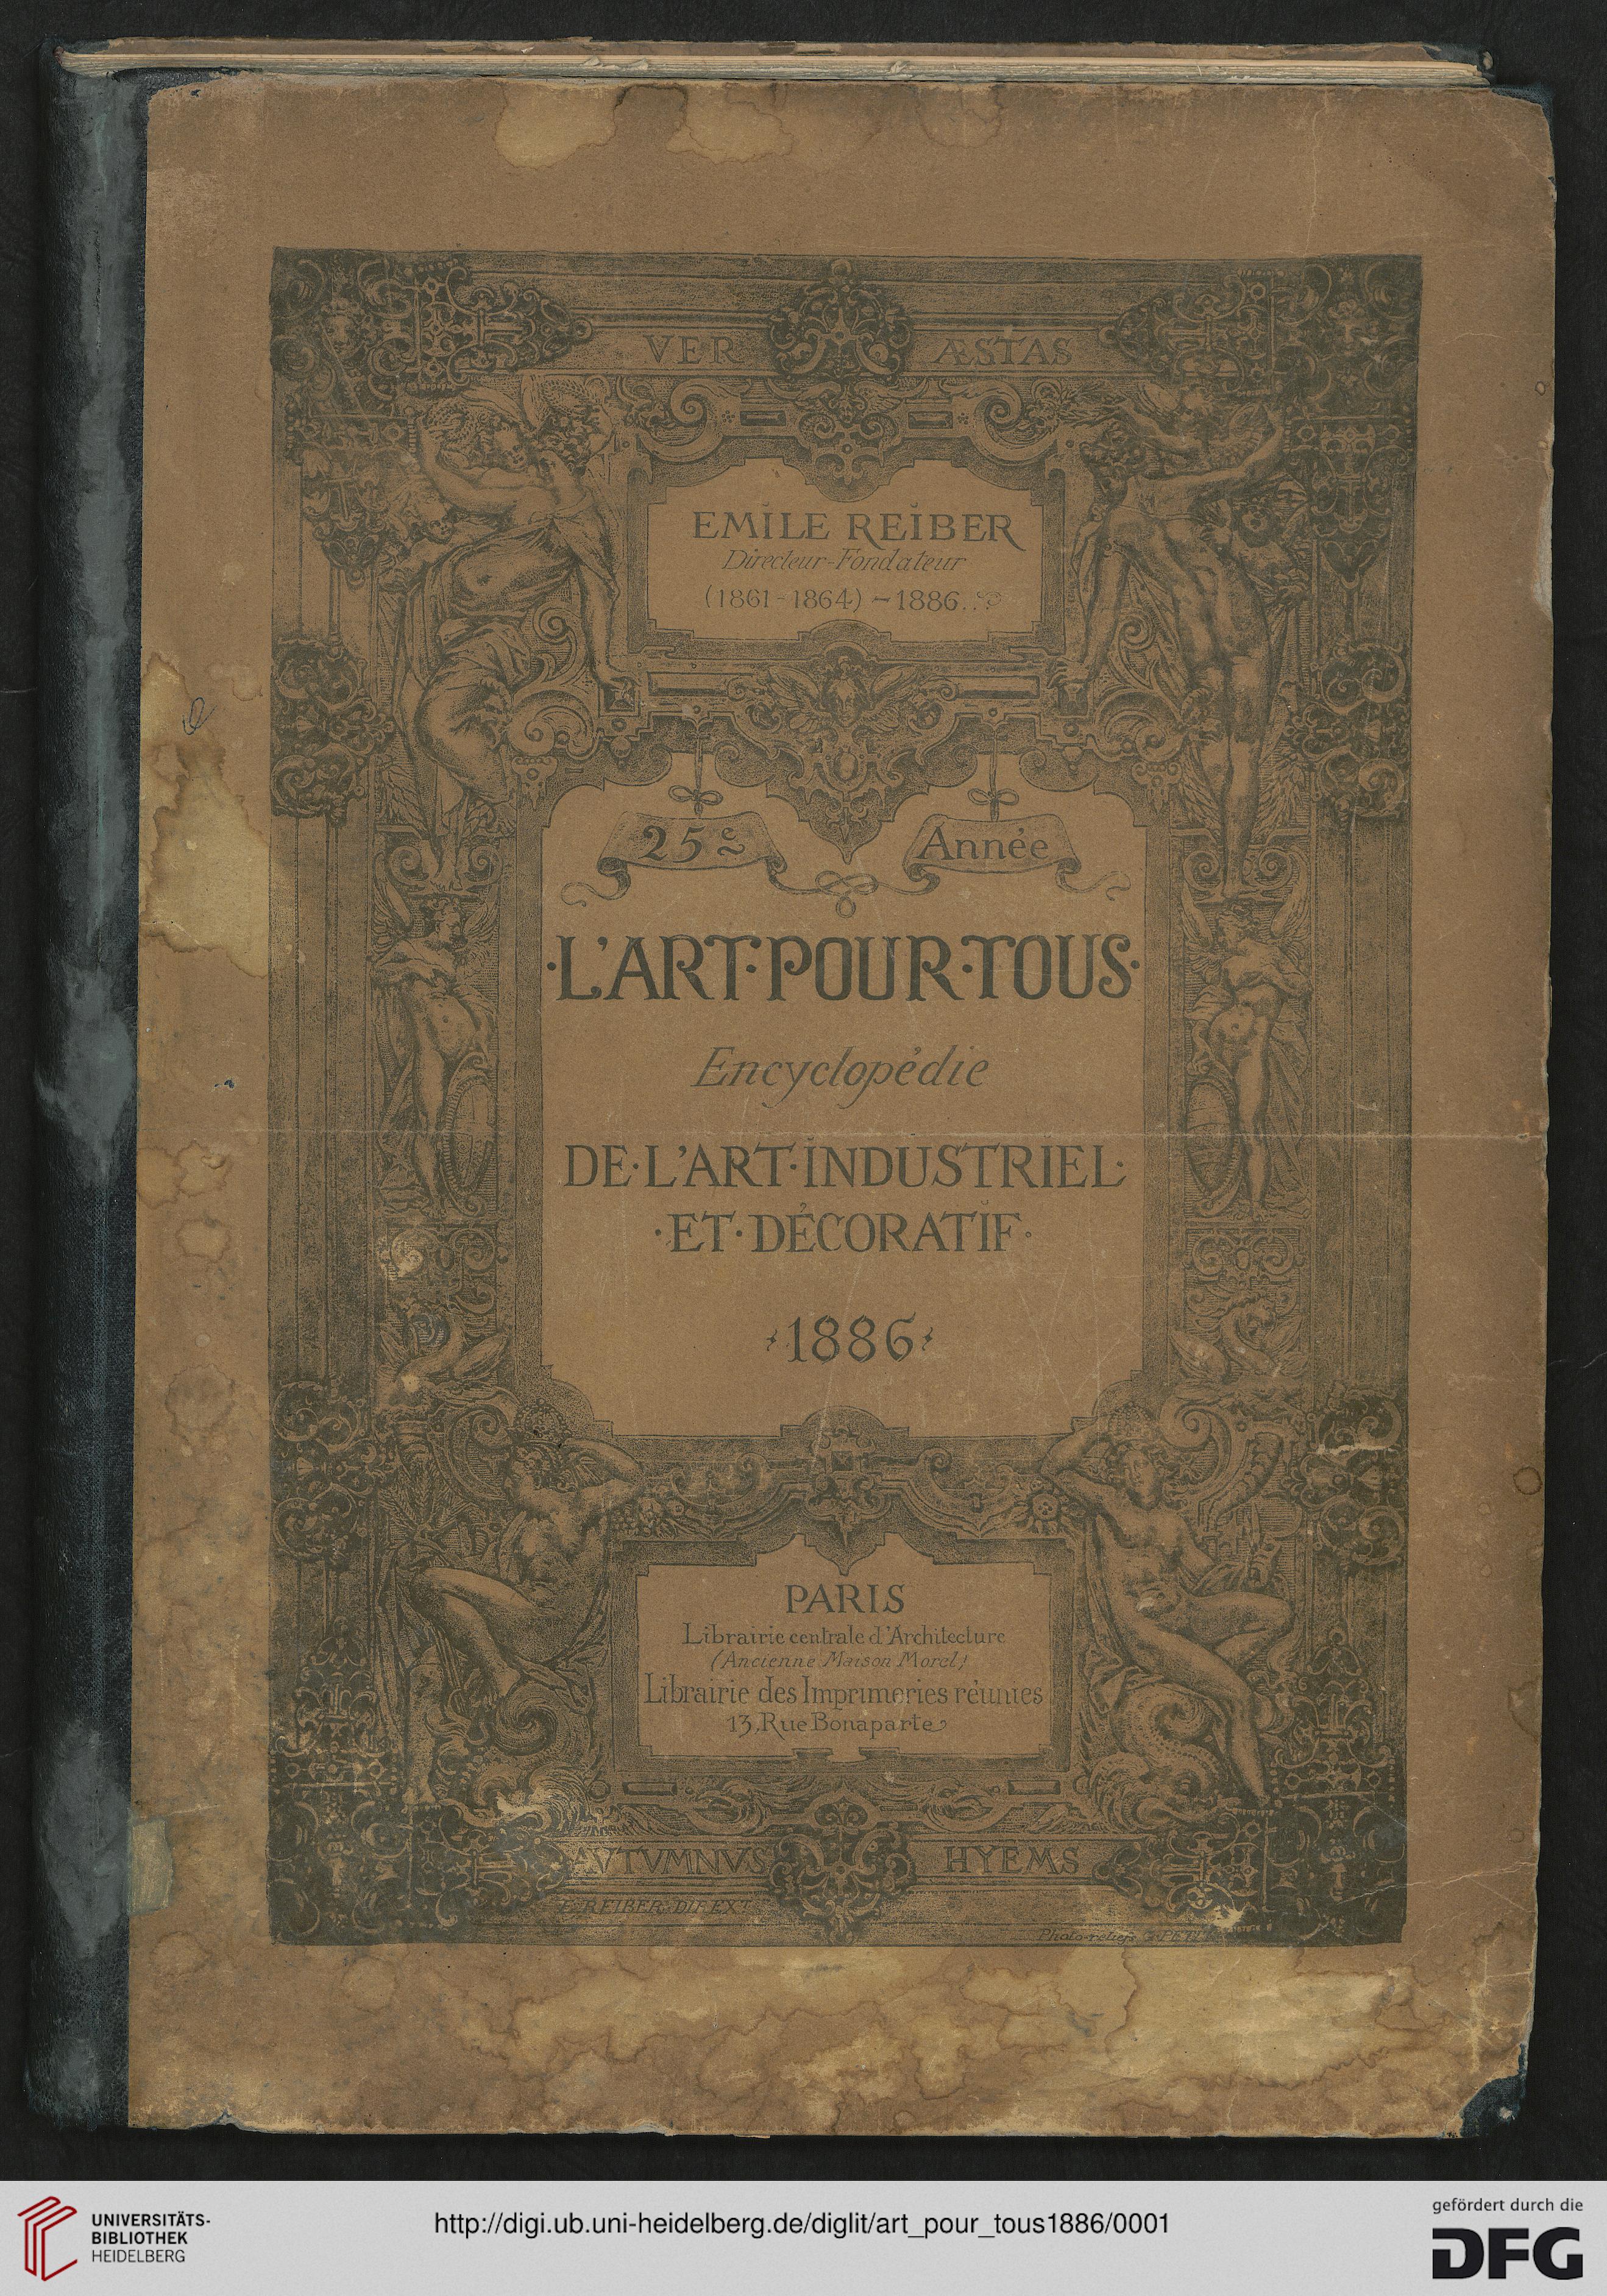 VER ÆSTAS
EMILE REIBER
Directeur-Fondateur
(1861-1864) - 1886...
25e Année
·L'ART·POUR·TOUS·
Encyclopédie
DE·L'ART·INDUSTRIEL·
·ET·DÉCORATIF·
1886
PARIS
Librairie centrale d'Architecture
(Ancienne Maison Morel)
Librairie des Imprimeries réunies
13, Rue Bonaparte
AVTVMNVS HYEMS
E. REIBER DIR EXT
Photo-reliefs
UNIVERSITÄTS-
BIBLIOTHEK
HEIDELBERG
http://digi.ub.uni-heidelberg.de/diglit/art_pour_tous1886/0001
gefördert durch die
DFG